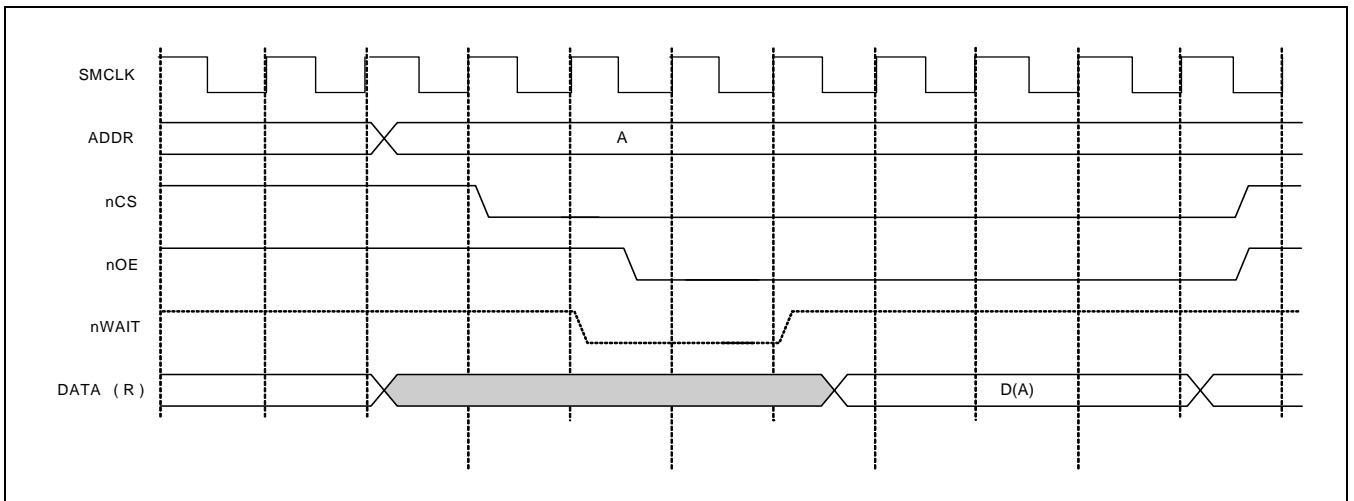 SMCLK
ADDR
A
nCS
nOE
nWAIT
DATA ( R )
D(A)